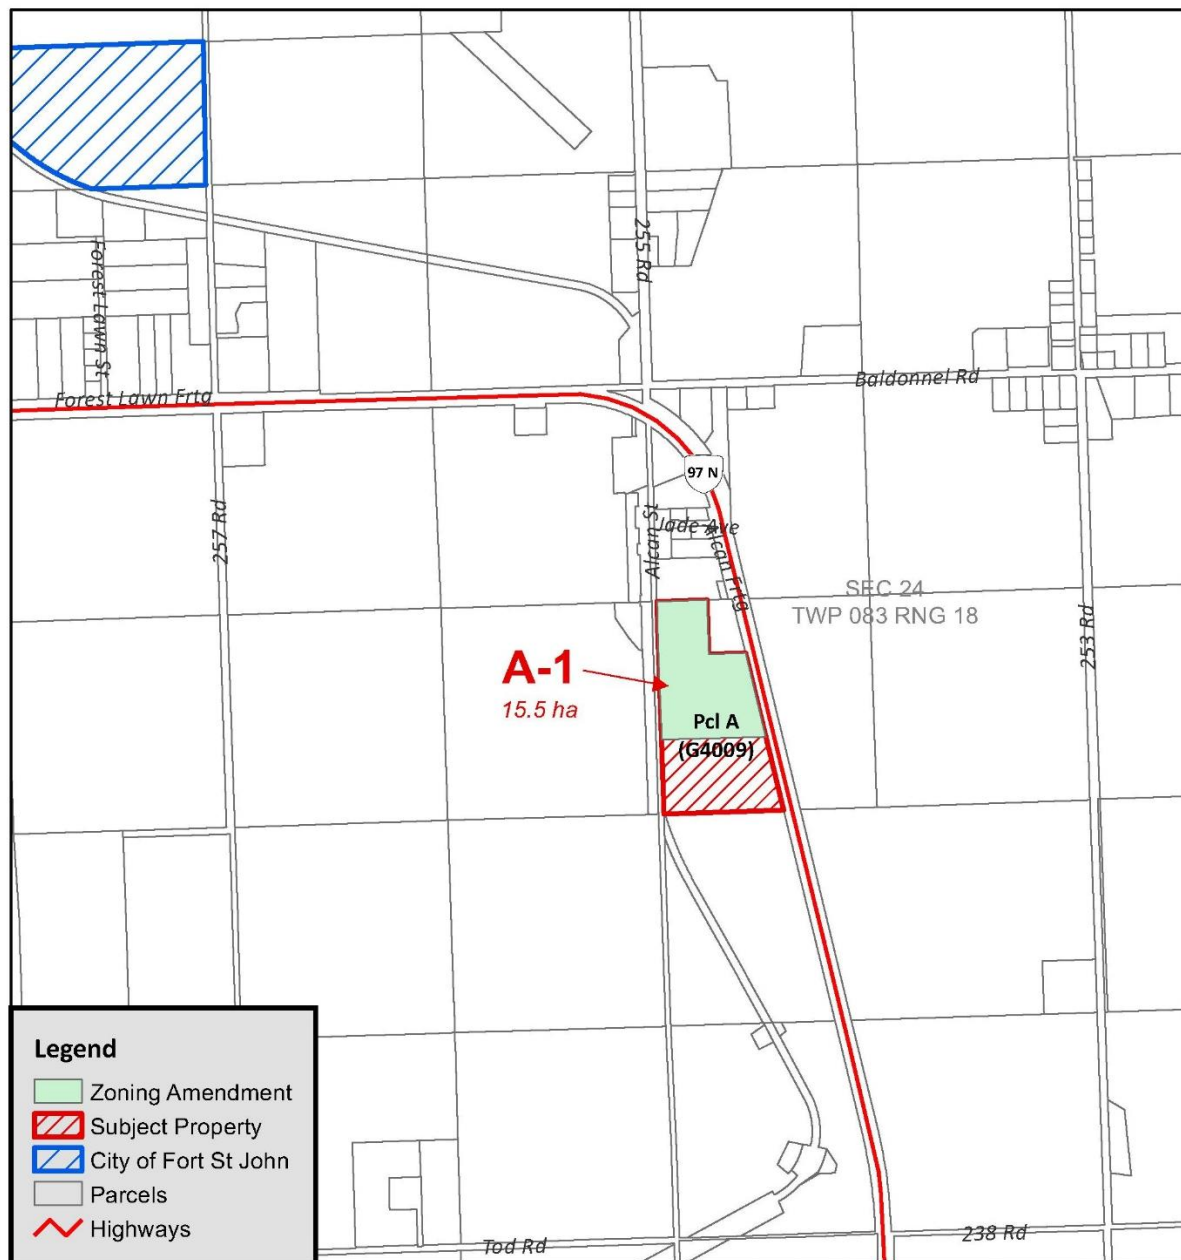 255 Rd
Forest Lawn St
Baldonnel Rd
Forest Lawn Frtg
97 N
257 Rd
Alcan St
Jade Ave
Alcan Frtg
SEC 24
TWP 083 RNG 18
253 Rd
A-1
15.5 ha
Pcl A
(G4009)
Legend
Zoning Amendment
Subject Property
City of Fort St John
Parcels
Highways
238 Rd
Tod Rd